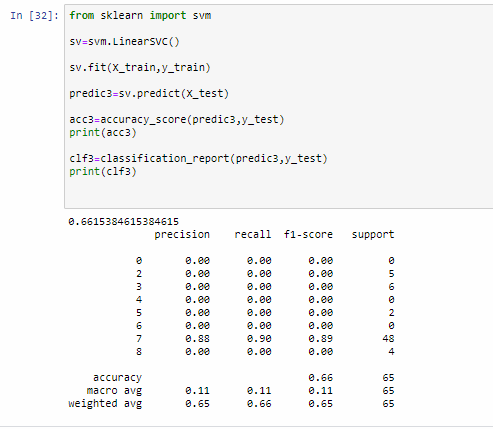 In [32]: from sklearn import svm
sv=svm.LinearSVC()
sv.fit(X_train,y_train)
predic3=sv.predict(X_test)
acc3=accuracy_score(predic3,y_test)
print(acc3)
clf3=classification_report(predic3,y_test)
print(clf3)
0.6615384615384615
precision recall f1-score support
0 0.00 0.00 0.00 0
2 0.00 0.00 0.00 5
3 0.00 0.00 0.00 6
4 0.00 0.00 0.00 0
5 0.00 0.00 0.00 2
6 0.00 0.00 0.00 0
7 0.88 0.90 0.89 48
8 0.00 0.00 0.00 4
accuracy 0.66 65
macro avg 0.11 0.11 0.11 65
weighted avg 0.65 0.66 0.65 65